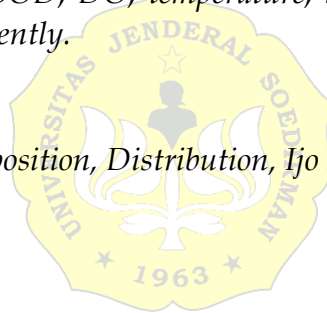 BOD, DO, temperature,
ently.
position, Distribution, Ijo
UNIVERSITAS JENDERAL SOEDIRMAN
1963